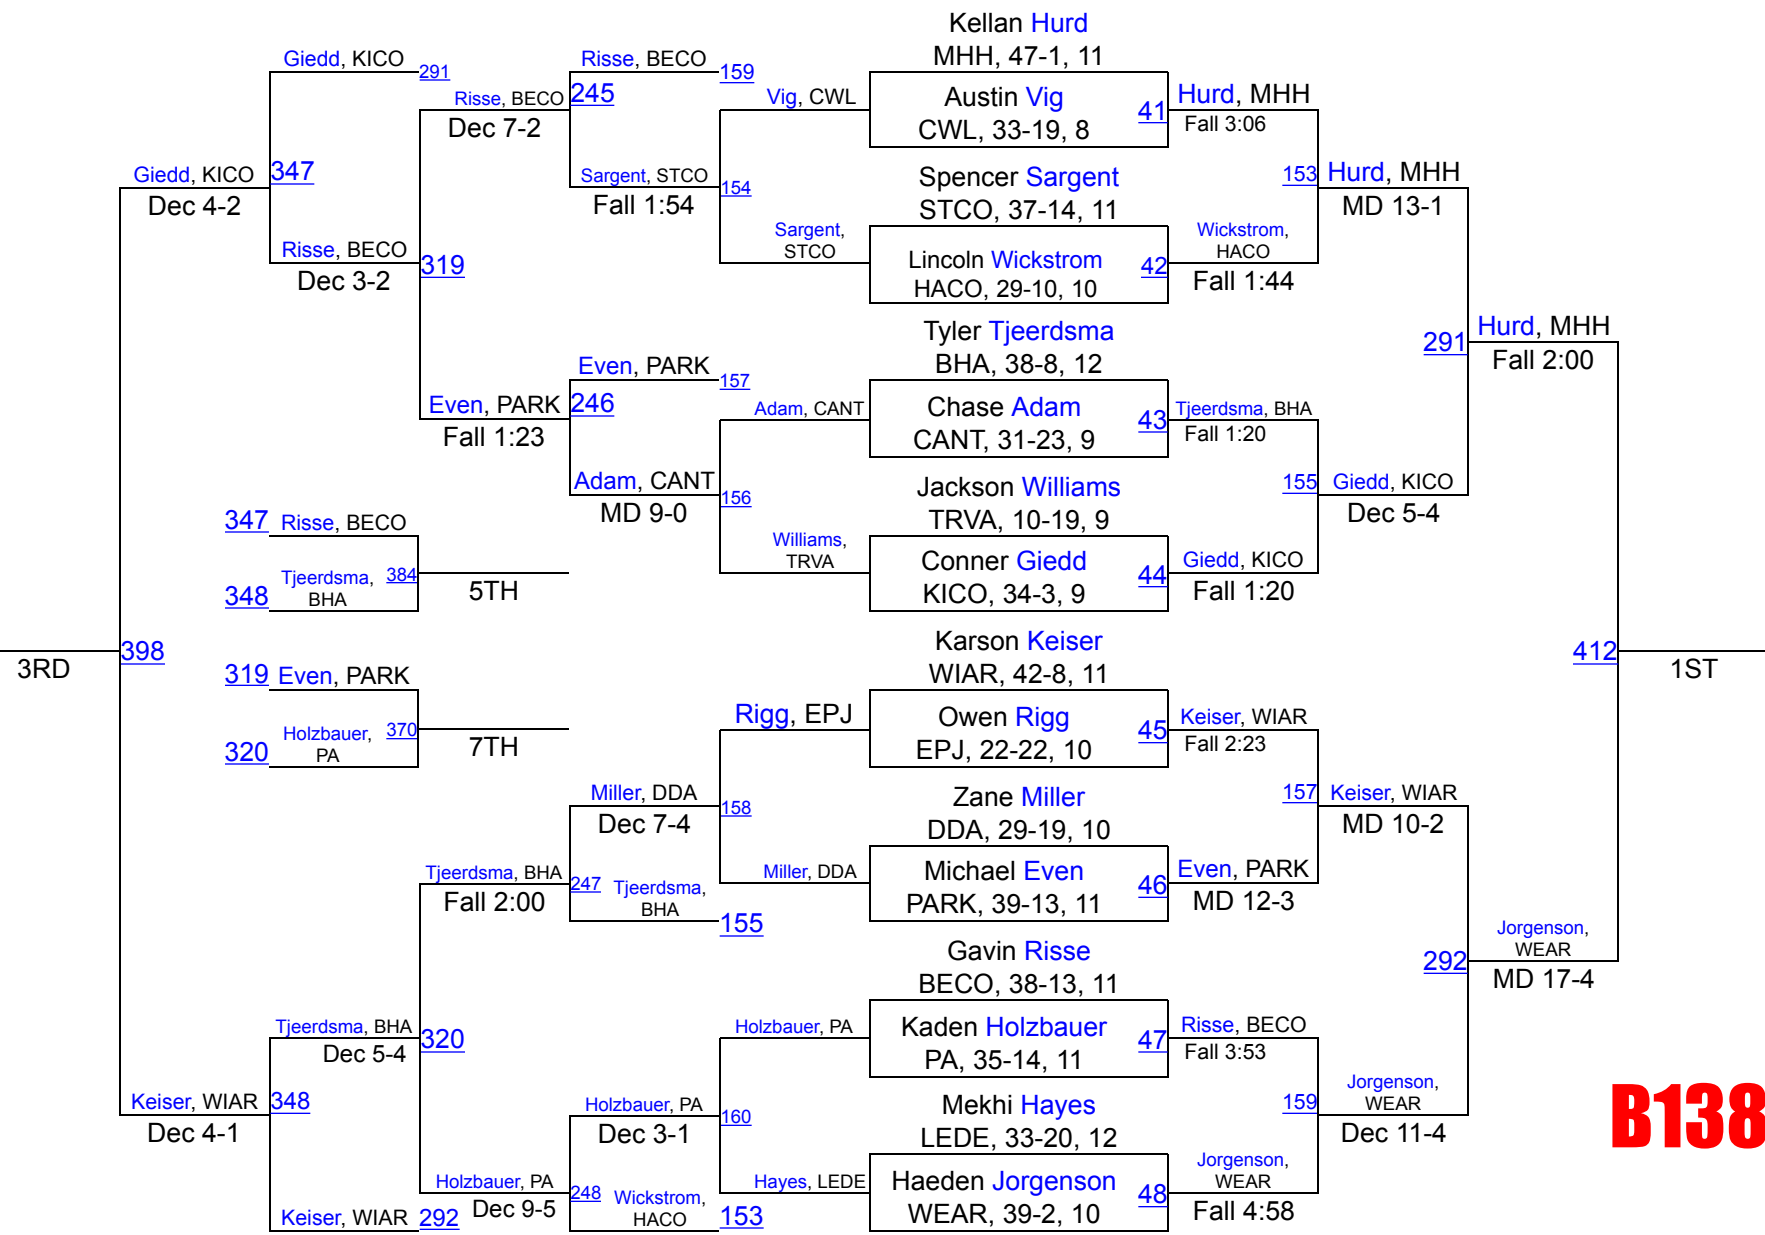 Kellan Hurd
MHH, 47-1, 11
Giedd, KICO
291
Risse, BECO
159
Risse, BECO
245
Dec 7-2
Vig, CWL
Austin Vig
CWL, 33-19, 8
41
Hurd, MHH
Fall 3:06
Giedd, KICO
347
Dec 4-2
Sargent, STCO
154
Fall 1:54
Spencer Sargent
STCO, 37-14, 11
153
Hurd, MHH
MD 13-1
Risse, BECO
319
Dec 3-2
Sargent,
STCO
Lincoln Wickstrom
HACO, 29-10, 10
42
Wickstrom,
HACO
Fall 1:44
Tyler Tjeerdsma
BHA, 38-8, 12
291
Hurd, MHH
Fall 2:00
Even, PARK
157
Even, PARK
246
Fall 1:23
Adam, CANT
Chase Adam
CANT, 31-23, 9
43
Tjeerdsma, BHA
Fall 1:20
Adam, CANT
156
MD 9-0
Jackson Williams
TRVA, 10-19, 9
155
Giedd, KICO
Dec 5-4
347
Risse, BECO
Williams,
TRVA
Conner Giedd
KICO, 34-3, 9
44
Giedd, KICO
Fall 1:20
348
Tjeerdsma,
BHA
384
5TH
Karson Keiser
WIAR, 42-8, 11
3RD
398
412
1ST
319
Even, PARK
320
Holzbauer,
PA
370
7TH
Rigg, EPJ
Owen Rigg
EPJ, 22-22, 10
45
Keiser, WIAR
Fall 2:23
Miller, DDA
158
Dec 7-4
Zane Miller
DDA, 29-19, 10
157
Keiser, WIAR
MD 10-2
Tjeerdsma, BHA
247
Fall 2:00
Tjeerdsma,
BHA
155
Miller, DDA
Michael Even
PARK, 39-13, 11
46
Even, PARK
MD 12-3
Gavin Risse
BECO, 38-13, 11
292
Jorgenson,
WEAR
MD 17-4
Tjeerdsma, BHA
320
Dec 5-4
Holzbauer, PA
Kaden Holzbauer
PA, 35-14, 11
47
Risse, BECO
Fall 3:53
Keiser, WIAR
348
Dec 4-1
Holzbauer, PA
160
Dec 3-1
Mekhi Hayes
LEDE, 33-20, 12
159
Jorgenson,
WEAR
Dec 11-4
B138
Holzbauer, PA
248
Dec 9-5
Wickstrom,
HACO
153
Hayes, LEDE
Haeden Jorgenson
WEAR, 39-2, 10
48
Jorgenson,
WEAR
Fall 4:58
Keiser, WIAR
292